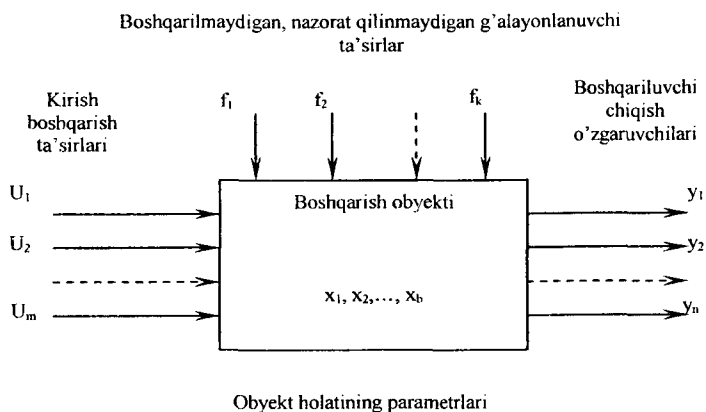 Boshqarilmaydigan, nazorat qilinmaydigan g’alayonlanuvchi
ta’sirlar
Kirish
boshqarish
ta’sirlari
f1
f2
fk
Boshqariluvchi
chiqish
o’zgaruvchilari
U1
U2
Um
Boshqarish obyekti
x1, x2,..., xb
y1
y2
yn
Obyekt holatining parametrlari